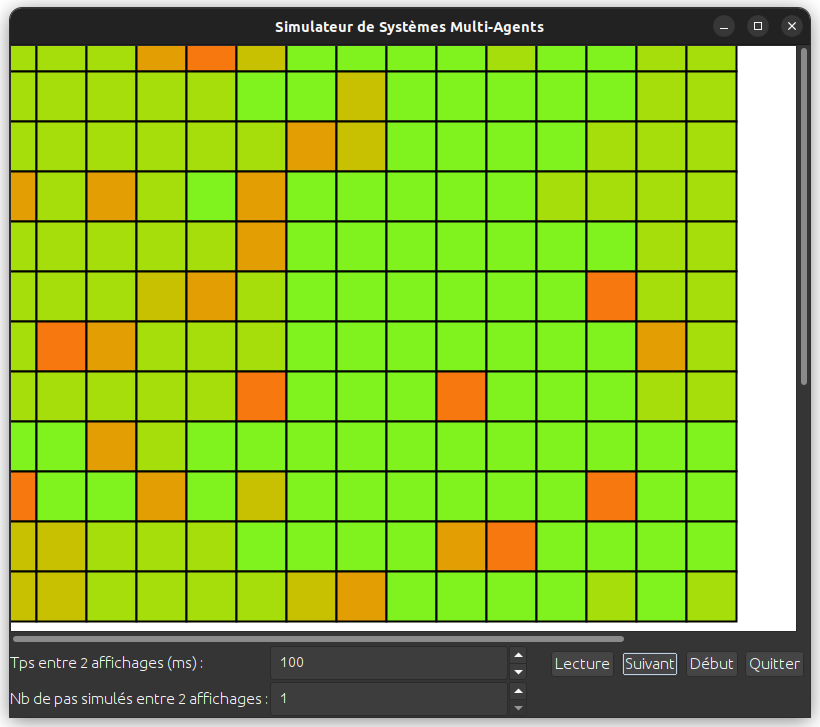 Simulateur de Systèmes Multi-Agents
Tps entre 2 affichages (ms) : 100 Lecture Suivant Début Quitter
Nb de pas simulés entre 2 affichages : 1